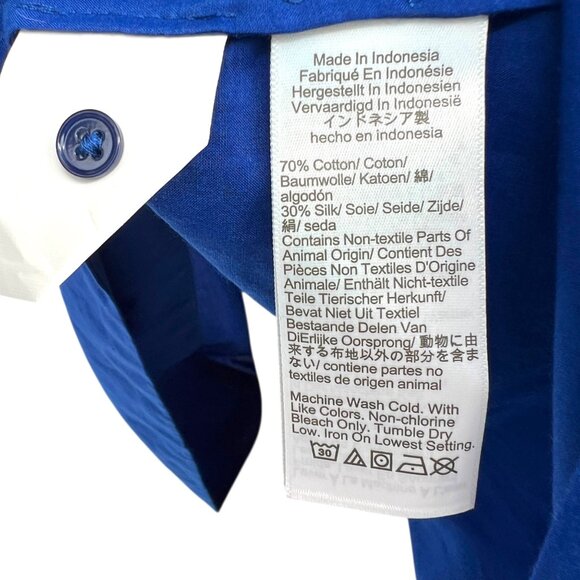 Made In Indonesia
Fabriqué En Indonésie
Hergestellt In Indonesien
Vervaardigd In Indonesië
インドネシア製
hecho en indonesia
70% Cotton/ Coton/
Baumwolle/ Katoen/ 綿/
algodón
30% Silk/ Soie/ Seide/ Zijde/
絹/ seda
Contains Non-textile Parts Of
Animal Origin/ Contient Des
Pièces Non Textiles D'Origine
Animale/ Enthält Nicht-textile
Teile Tierischer Herkunft/
Bevat Niet Uit Textiel
Bestaande Delen Van
DiErlijke Oorsprong/ 動物に由
来する布地以外の部分を含ま
ない/ contiene partes no
textiles de origen animal
Machine Wash Cold. With
Like Colors. Non-chlorine
Bleach Only. Tumble Dry
Low. Iron On Lowest Setting.
30